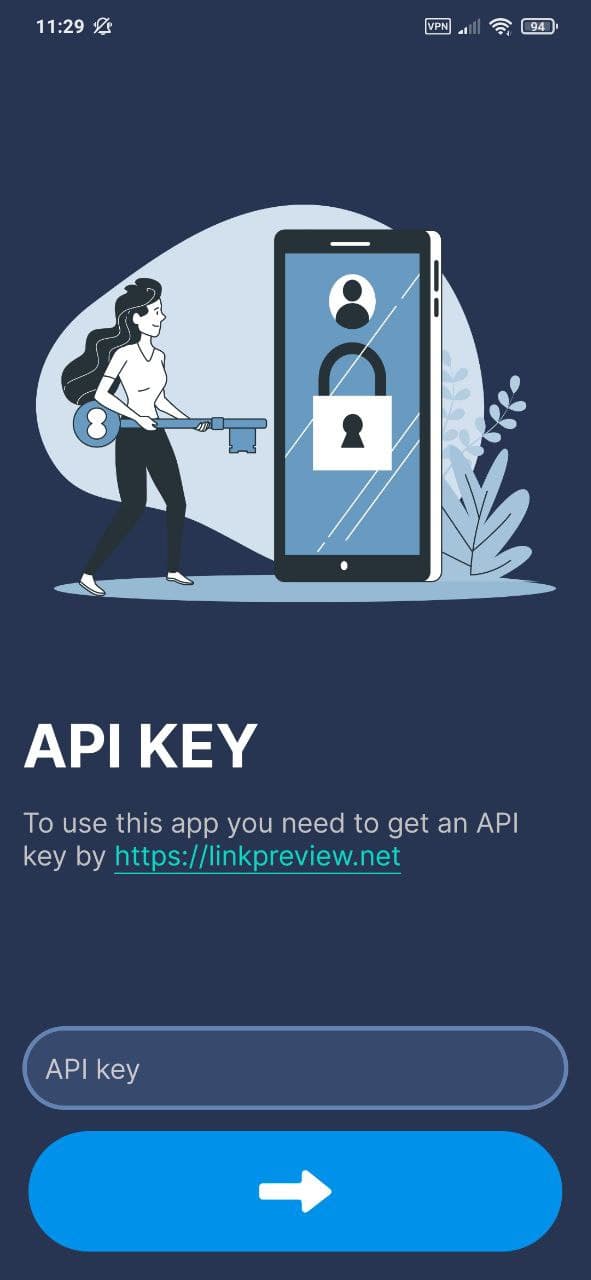 11:29
VPN
94
API KEY
To use this app you need to get an API
key by https://linkpreview.net
API key